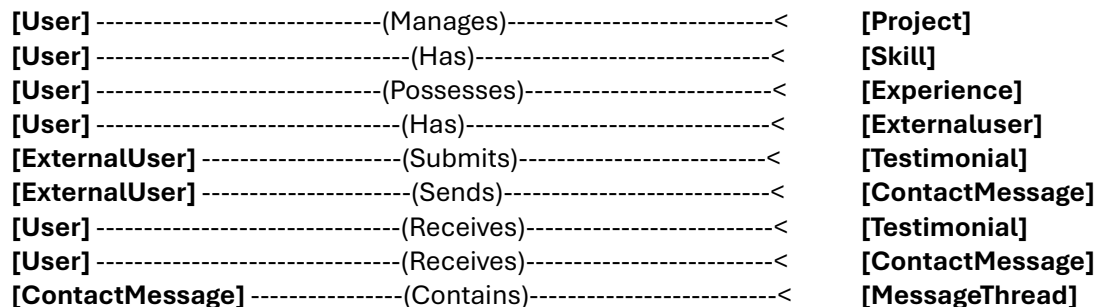 [User] -----------------------------(Manages)---------------------------< [Project]
[User] --------------------------------(Has)-------------------------------< [Skill]
[User] -----------------------------(Possesses)-------------------------< [Experience]
[User] -------------------------------(Has)-------------------------------< [Externaluser]
[ExternalUser] --------------------(Submits)-------------------------< [Testimonial]
[ExternalUser] ---------------------(Sends)---------------------------< [ContactMessage]
[User] -------------------------------(Receives)-------------------------< [Testimonial]
[User] -------------------------------(Receives)-------------------------< [ContactMessage]
[ContactMessage] ---------------(Contains)-------------------------< [MessageThread]